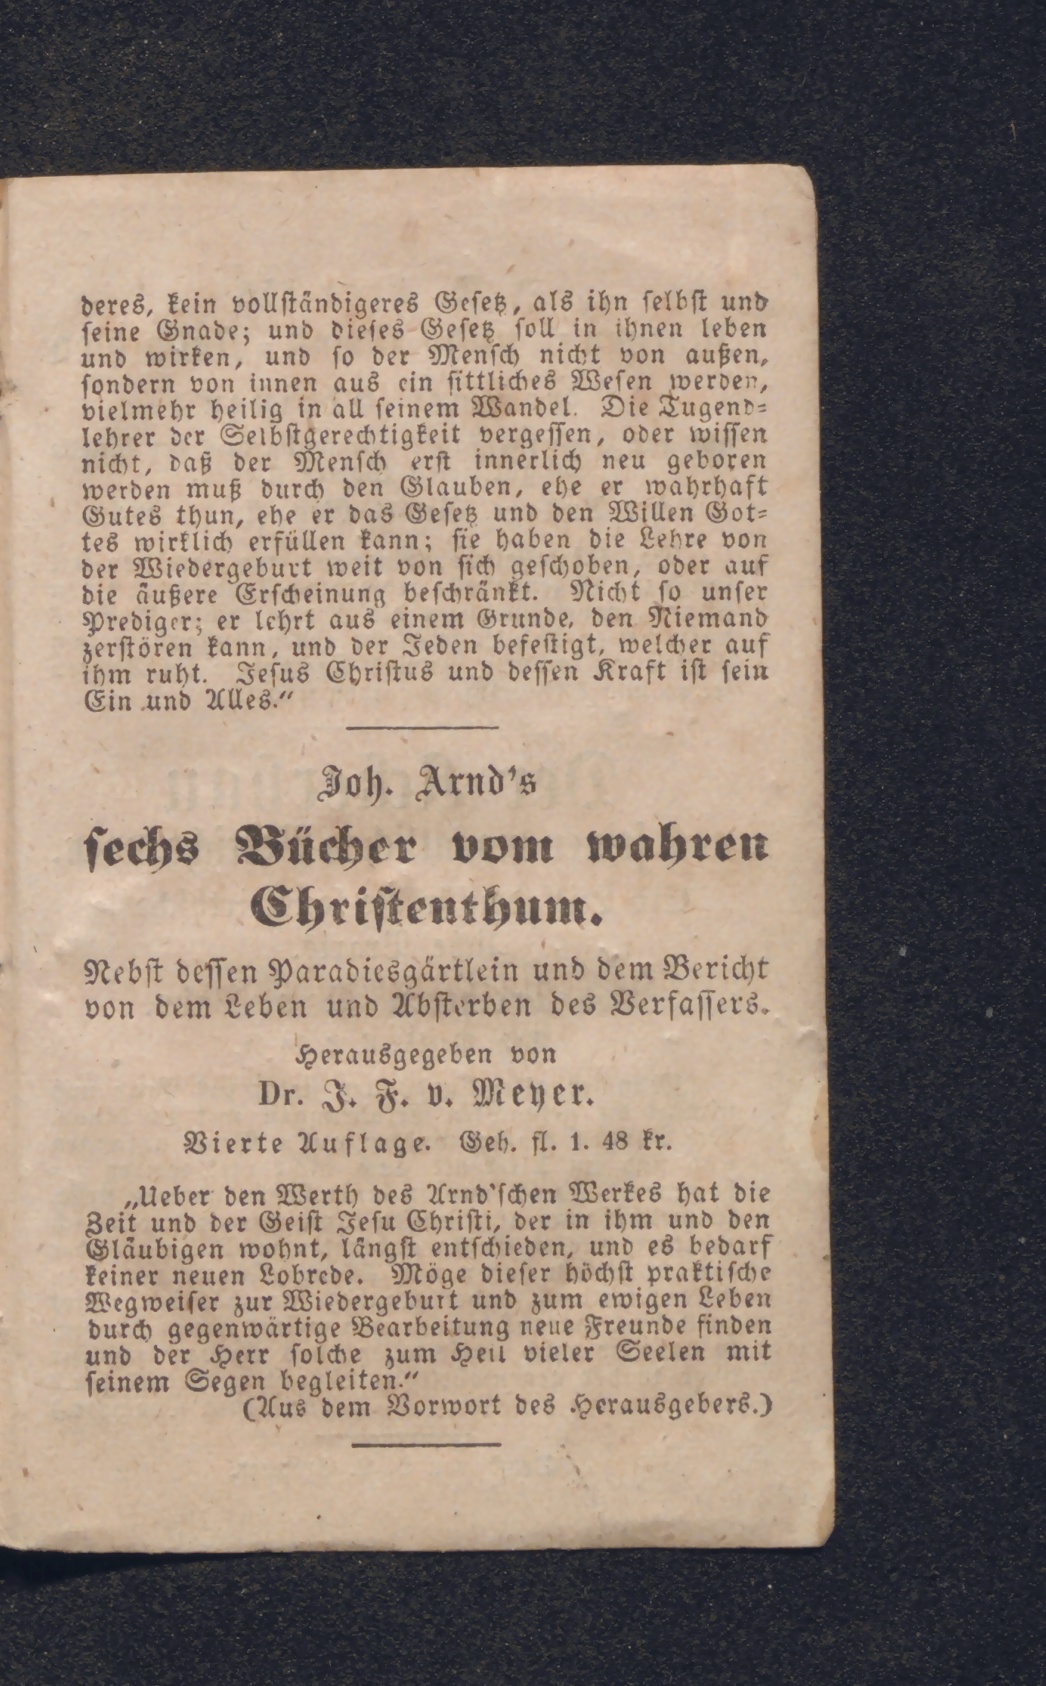 deres, kein vollständigeres Gesetz, als ihn selbst und
seine Gnade; und dieses Gesetz soll in ihnen leben
und wirken, und so der Mensch nicht von außen,
sondern von innen aus ein sittliches Wesen werden,
vielmehr heilig in all seinem Wandel. Die Tugend-
lehrer der Selbstgerechtigkeit vergessen, oder wissen
nicht, daß der Mensch erst innerlich neu geboren
werden muß durch den Glauben, ehe er wahrhaft
Gutes thun, ehe er das Gesetz und den Willen Got-
tes wirklich erfüllen kann; sie haben die Lehre von
der Wiedergeburt weit von sich geschoben, oder auf
die äußere Erscheinung beschränkt. Nicht so unser
Prediger; er lehrt aus einem Grunde, den Niemand
zerstören kann, und der Jeden befestigt, welcher auf
ihm ruht. Jesus Christus und dessen Kraft ist sein
Ein und Alles.“
Joh. Arnd's
sechs Bücher vom wahren
Christenthum.
Nebst dessen Paradiesgärtlein und dem Bericht
von dem Leben und Absterben des Verfassers.
Herausgegeben von
Dr. J. F. v. Meyer.
Vierte Auflage. Geh. fl. 1. 48 kr.
„Ueber den Werth des Arnd'schen Werkes hat die
Zeit und der Geist Jesu Christi, der in ihm und den
Gläubigen wohnt, längst entschieden, und es bedarf
keiner neuen Lobrede. Möge dieser höchst praktische
Wegweiser zur Wiedergeburt und zum ewigen Leben
durch gegenwärtige Bearbeitung neue Freunde finden
und der Herr solche zum Heil vieler Seelen mit
seinem Segen begleiten.“
(Aus dem Vorwort des Herausgebers.)